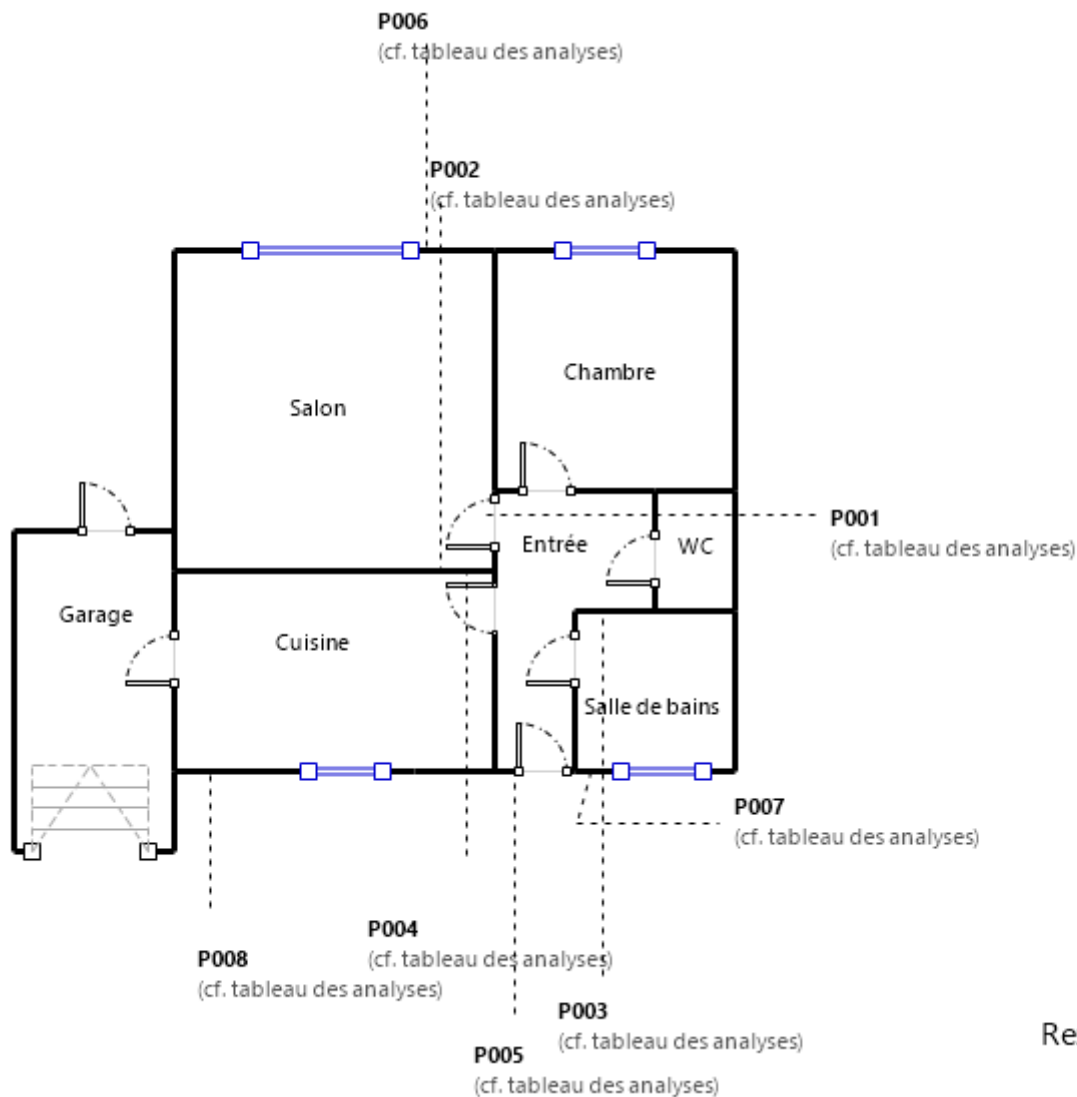 P006
(cf. tableau des analyses)
P002
(cf. tableau des analyses)
Chambre
Salon
P001
(cf. tableau des analyses)
Entrée
WC
Garage
Cuisine
Salle de bains
P007
(cf. tableau des analyses)
P004
(cf. tableau des analyses)
P008
(cf. tableau des analyses)
P003
(cf. tableau des analyses)
Re
P005
(cf. tableau des analyses)